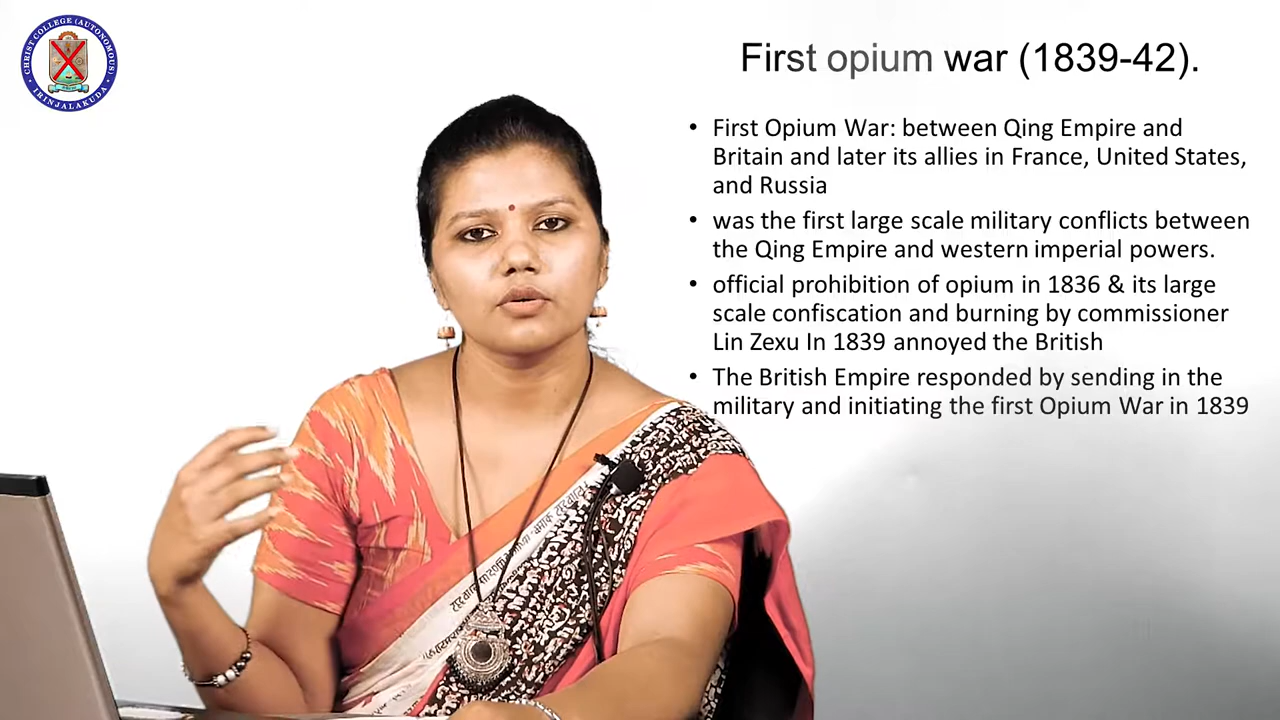 CHRIST COLLEGE (AUTONOMOUS)
IRINJALAKUDA
First opium war (1839-42).
• First Opium War: between Qing Empire and
Britain and later its allies in France, United States,
and Russia
• was the first large scale military conflicts between
the Qing Empire and western imperial powers.
• official prohibition of opium in 1836 & its large
scale confiscation and burning by commissioner
Lin Zexu In 1839 annoyed the British
• The British Empire responded by sending in the
military and initiating the first Opium War in 1839